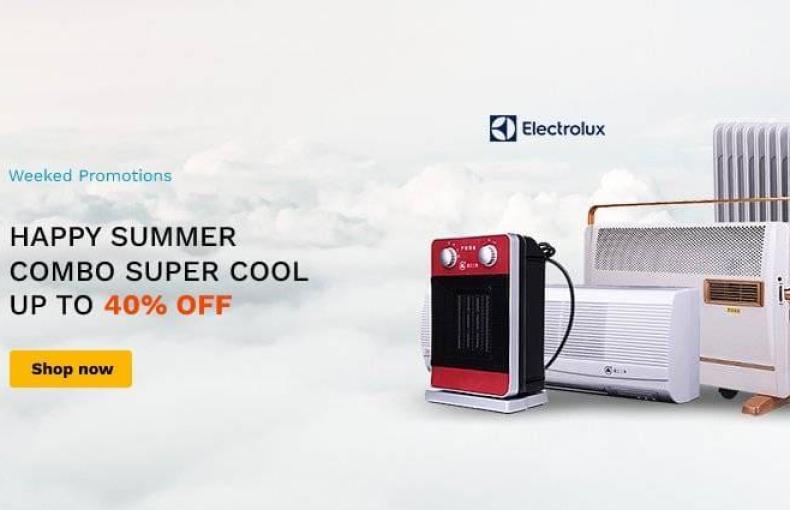 Electrolux
Weeked Promotions
HAPPY SUMMER
COMBO SUPER COOL
UP TO 40% OFF
Shop now